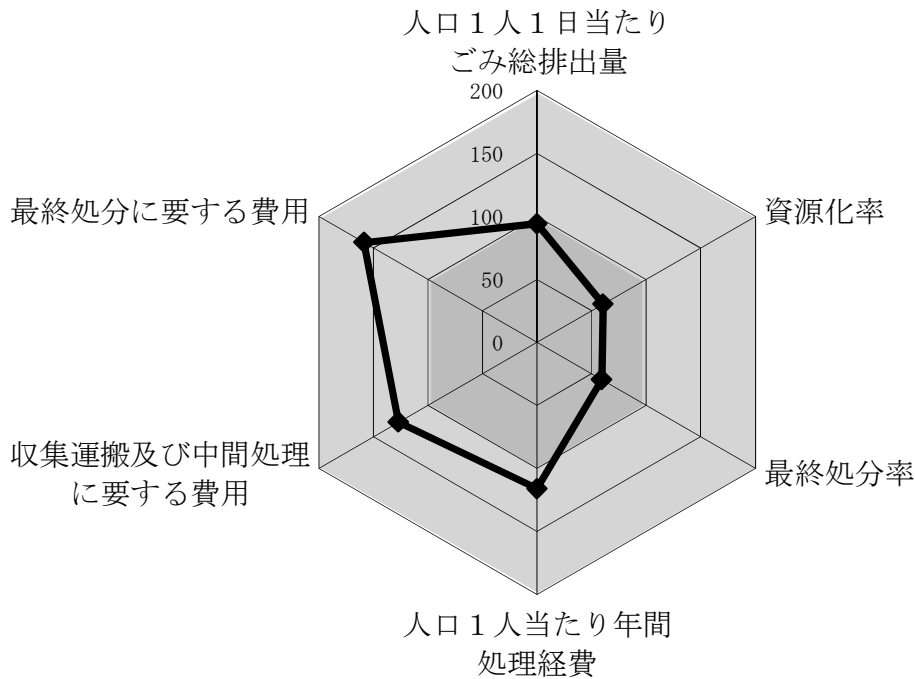 人口１人１日当たり
ごみ総排出量
200
150
100
50
0
資源化率
最終処分率
人口１人当たり年間
処理経費
収集運搬及び中間処理
に要する費用
最終処分に要する費用